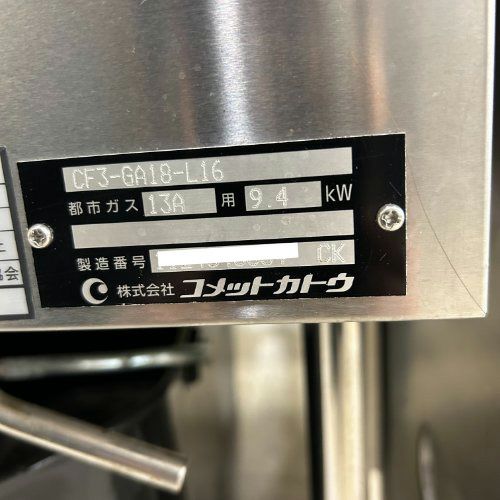 CF3-GA18-L16
都市ガス 13A 用 9.4 kW
製造番号 CK
株式会社 コメットカトウ